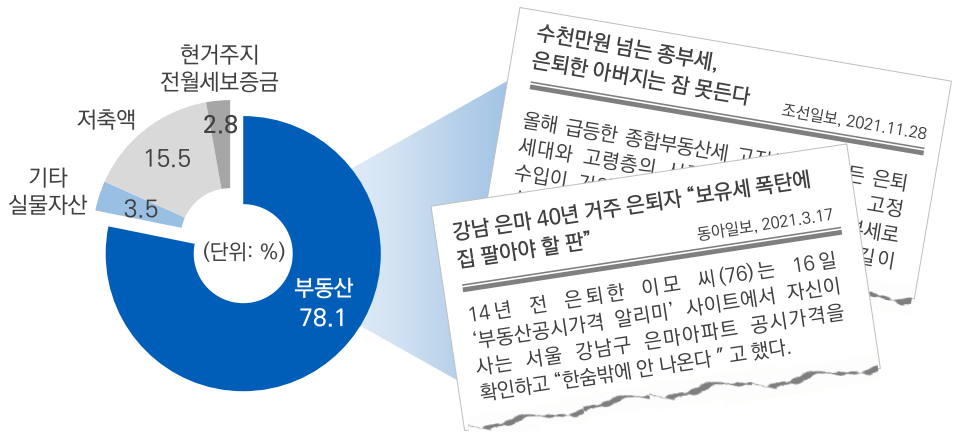 현거주지
전월세보증금
2.8
저축액
15.5
기타
실물자산
3.5
(단위: %)
부동산
78.1
수천만원 넘는 종부세,
은퇴한 아버지는 잠 못든다
조선일보, 2021.11.28
올해 급등한 종합부동산세
든 은퇴
세대와 고령층의
고정
수입이
세로
길이
강남 은마 40년 거주 은퇴자 “보유세 폭탄에
집 팔아야 할 판”
동아일보, 2021.3.17
14년 전 은퇴한 이모 씨(76)는 16일
‘부동산공시가격 알리미’ 사이트에서 자신이
사는 서울 강남구 은마아파트 공시가격을
확인하고 “한숨밖에 안 나온다 ” 고 했다.